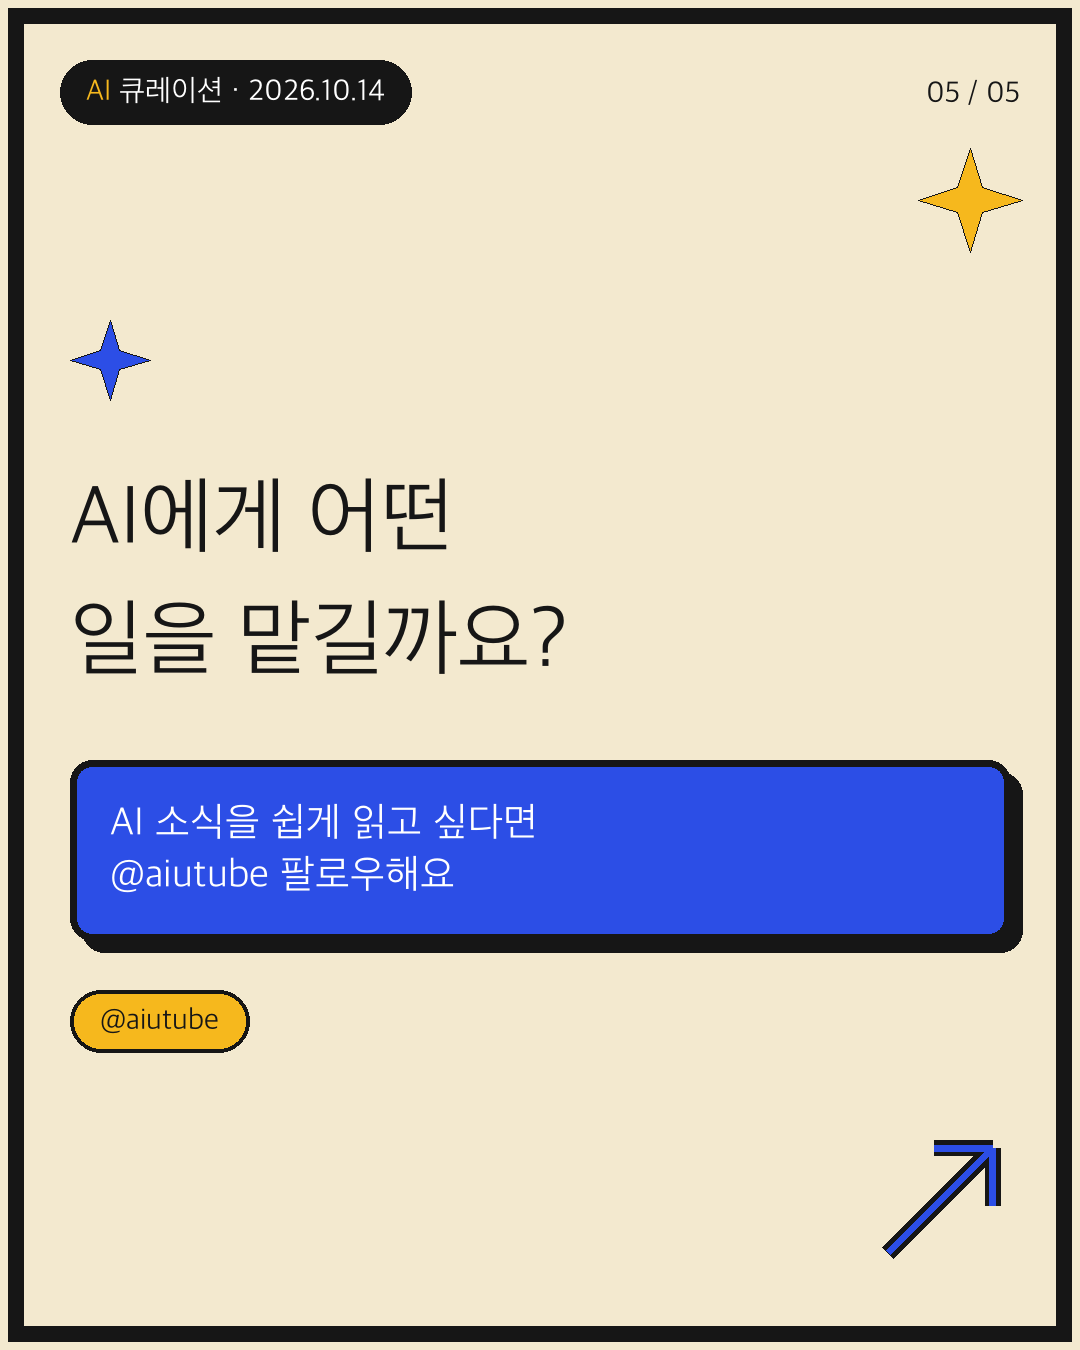 AI 큐레이션 · 2026.10.14
05 / 05
AI에게 어떤
일을 맡길까요?
AI 소식을 쉽게 읽고 싶다면
@aiutube 팔로우해요
@aiutube